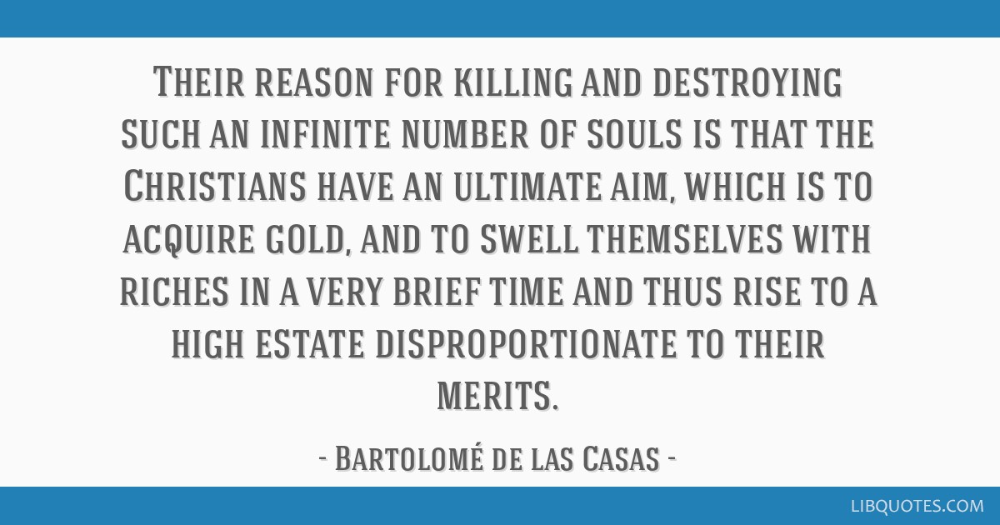 Their reason for killing and destroying
such an infinite number of souls is that the
Christians have an ultimate aim, which is to
acquire gold, and to swell themselves with
riches in a very brief time and thus rise to a
high estate disproportionate to their
merits.
- Bartolomé de las Casas -
LIBQUOTES.COM